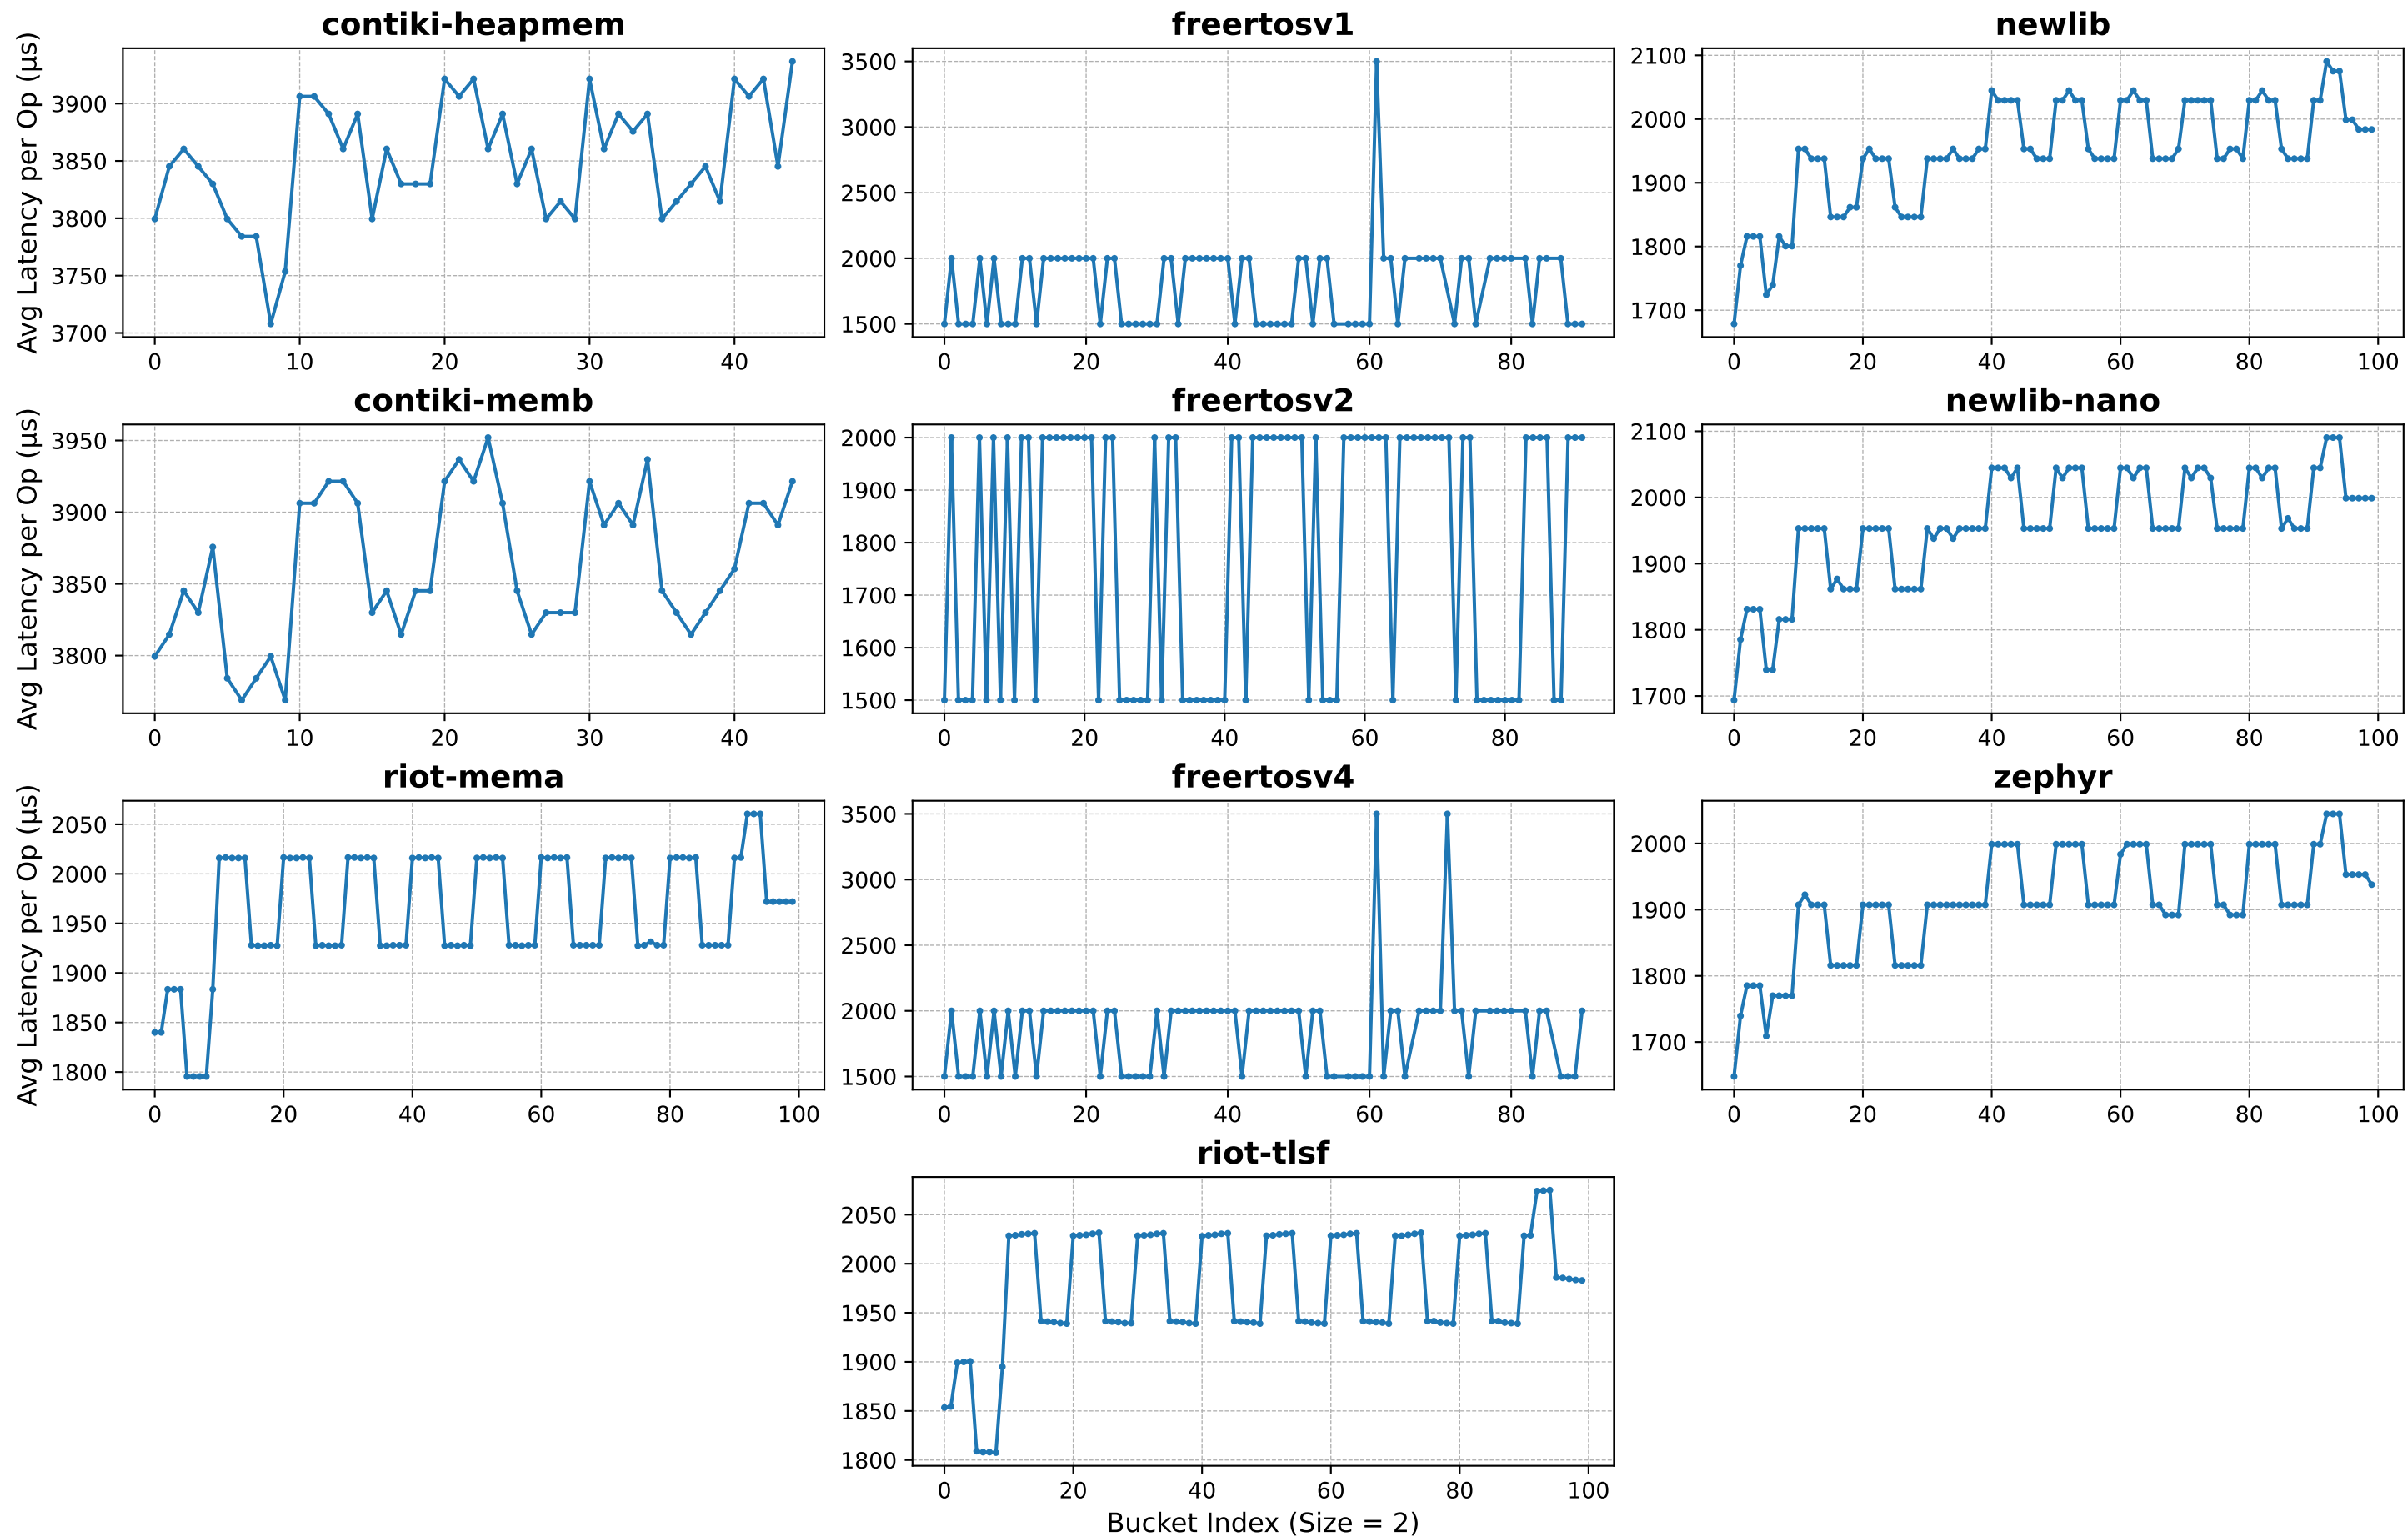 contiki-heapmem
freertosv1
newlib
Avg Latency per Op (µs)
3900
3850
3800
3750
3700
0 10 20 30 40
3500
3000
2500
2000
1500
0 20 40 60 80
2100
2000
1900
1800
1700
0 20 40 60 80 100
contiki-memb
freertosv2
newlib-nano
Avg Latency per Op (µs)
3950
3900
3850
3800
0 10 20 30 40
2000
1900
1800
1700
1600
1500
0 20 40 60 80
2100
2000
1900
1800
1700
0 20 40 60 80 100
riot-mema
freertosv4
zephyr
Avg Latency per Op (µs)
2050
2000
1950
1900
1850
1800
0 20 40 60 80 100
3500
3000
2500
2000
1500
0 20 40 60 80
2000
1900
1800
1700
0 20 40 60 80 100
riot-tlsf
2050
2000
1950
1900
1850
1800
0 20 40 60 80 100
Bucket Index (Size = 2)